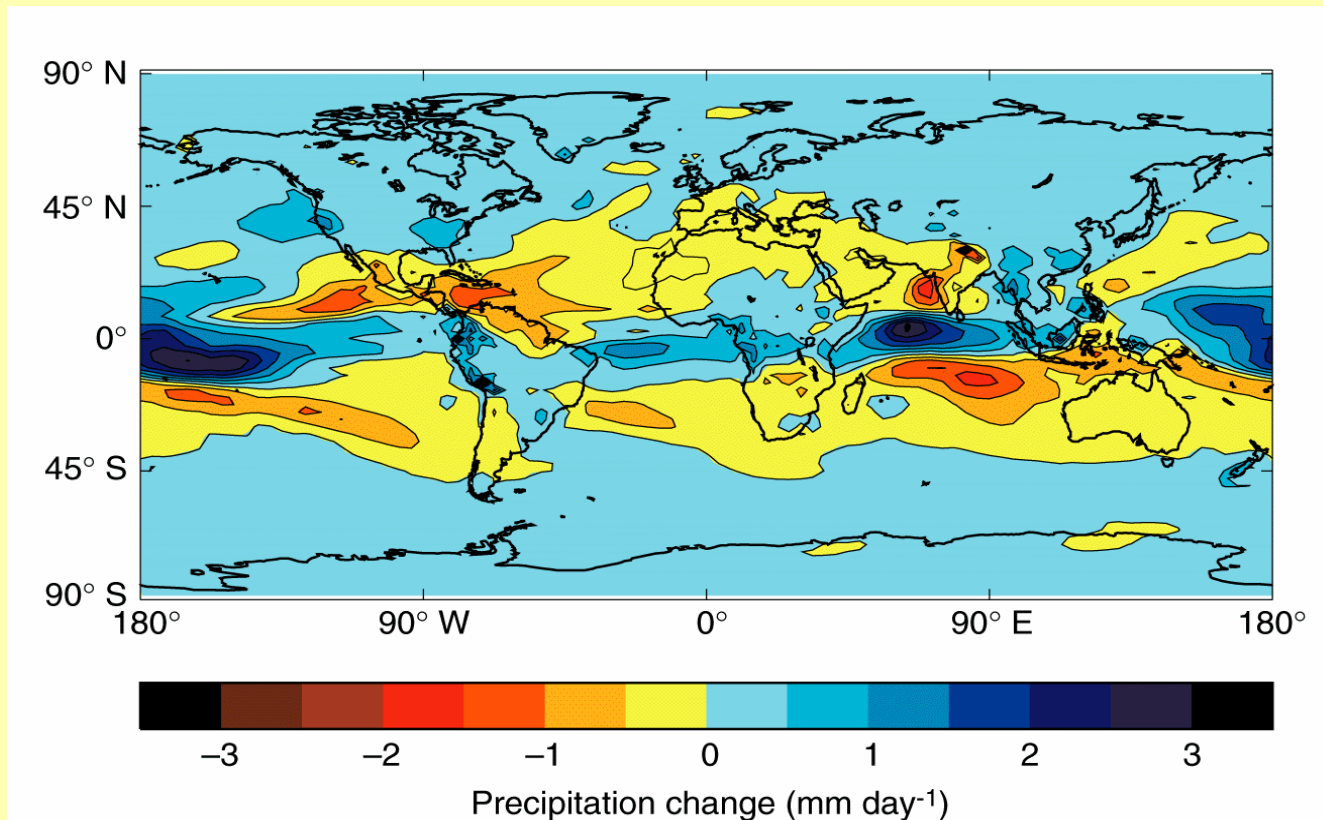 90° N
45° N
0°
45° S
90° S
180° 90° W 0° 90° E 180°
–3 –2 –1 0 1 2 3
Precipitation change (mm day-1)